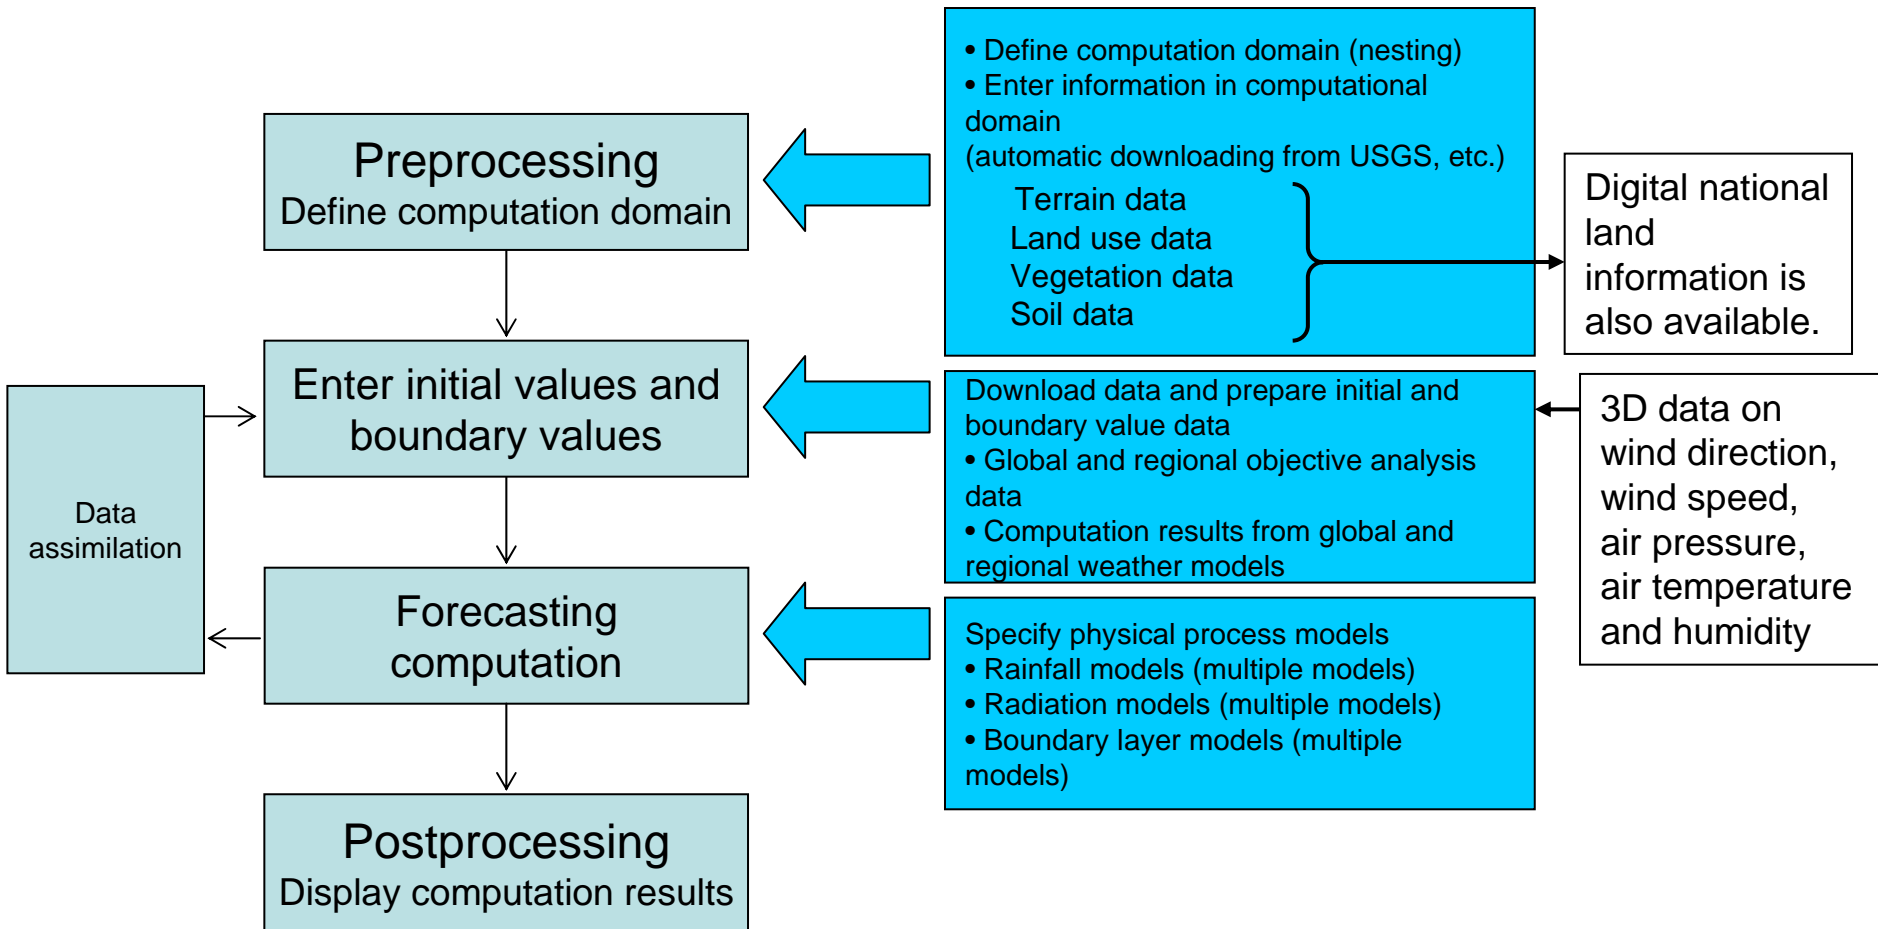 Preprocessing
Define computation domain
• Define computation domain (nesting)
• Enter information in computational
domain
(automatic downloading from USGS, etc.)
Terrain data
Land use data
Vegetation data
Soil data
Digital national
land
information is
also available.
Enter initial values and
boundary values
Download data and prepare initial and
boundary value data
• Global and regional objective analysis
data
• Computation results from global and
regional weather models
3D data on
wind direction,
wind speed,
air pressure,
air temperature
and humidity
Data
assimilation
Forecasting
computation
Specify physical process models
• Rainfall models (multiple models)
• Radiation models (multiple models)
• Boundary layer models (multiple
models)
Postprocessing
Display computation results